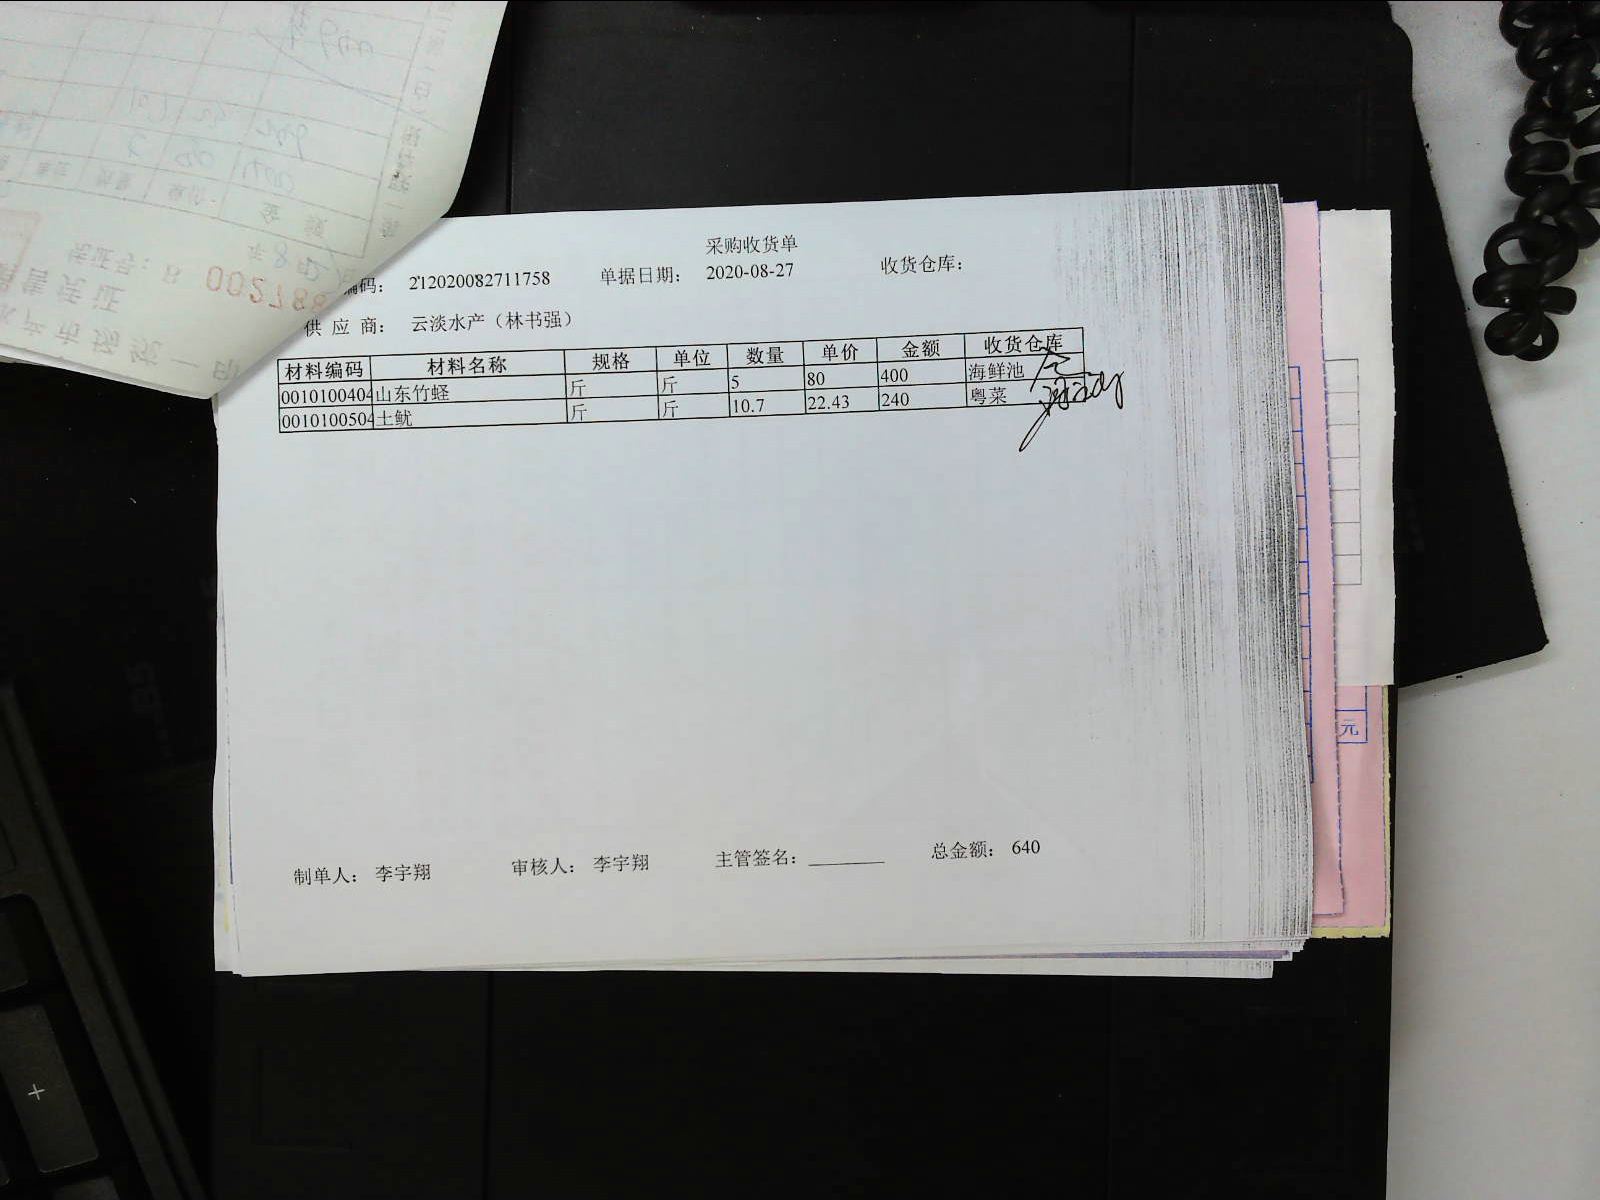 采购收货单
编码： 212020082711758 单据日期： 2020-08-27 收货仓库：
供 应 商： 云淡水产（林书强）
材料编码 材料名称 规格 单位 数量 单价 金额 收货仓库
0010100404 山东竹蛏 斤 斤 5 80 400 海鲜池
0010100504 土鱿 斤 斤 10.7 22.43 240 粤菜
制单人： 李宇翔 审核人： 李宇翔 主管签名：________ 总金额： 640
元
+